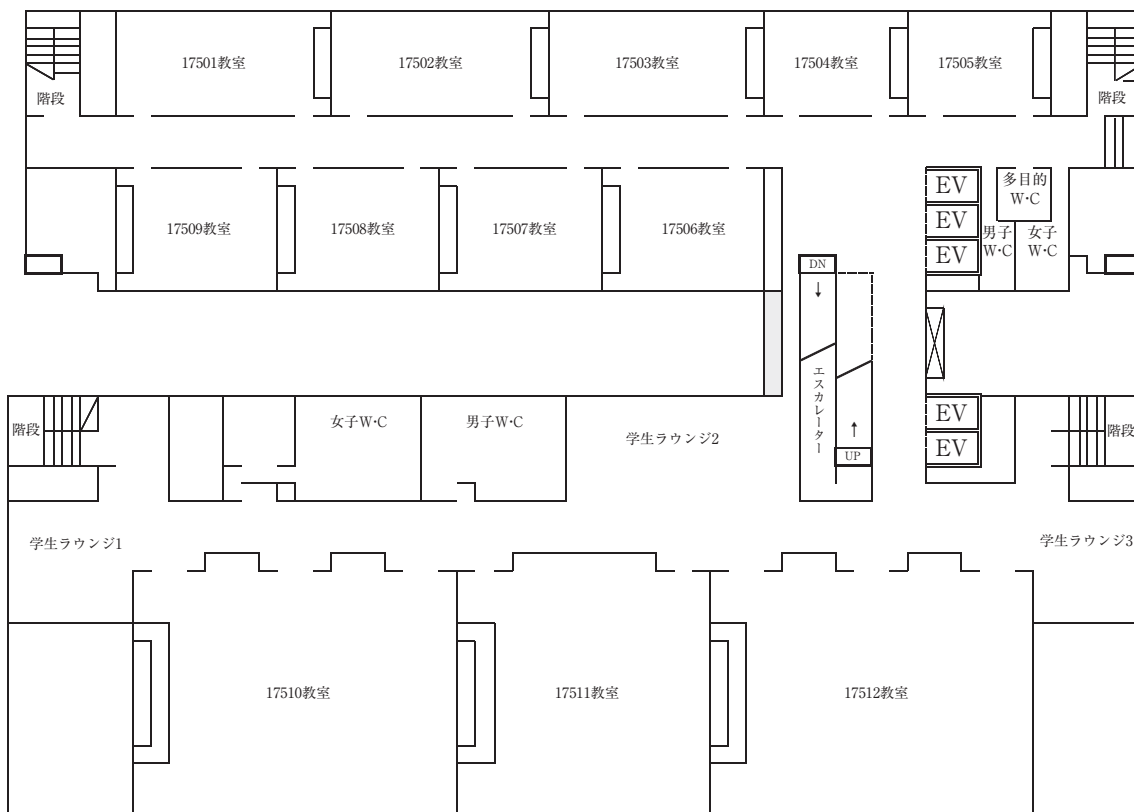 17501教室
17502教室
17503教室
17504教室
17505教室
階段
階段
17509教室
17508教室
17507教室
17506教室
EV
EV
EV
多目的
W·C
男子
W·C
女子
W·C
DN
↓
エスカレーター
↑
UP
階段
女子W·C
男子W·C
学生ラウンジ2
EV
EV
階段
学生ラウンジ1
学生ラウンジ3
17510教室
17511教室
17512教室